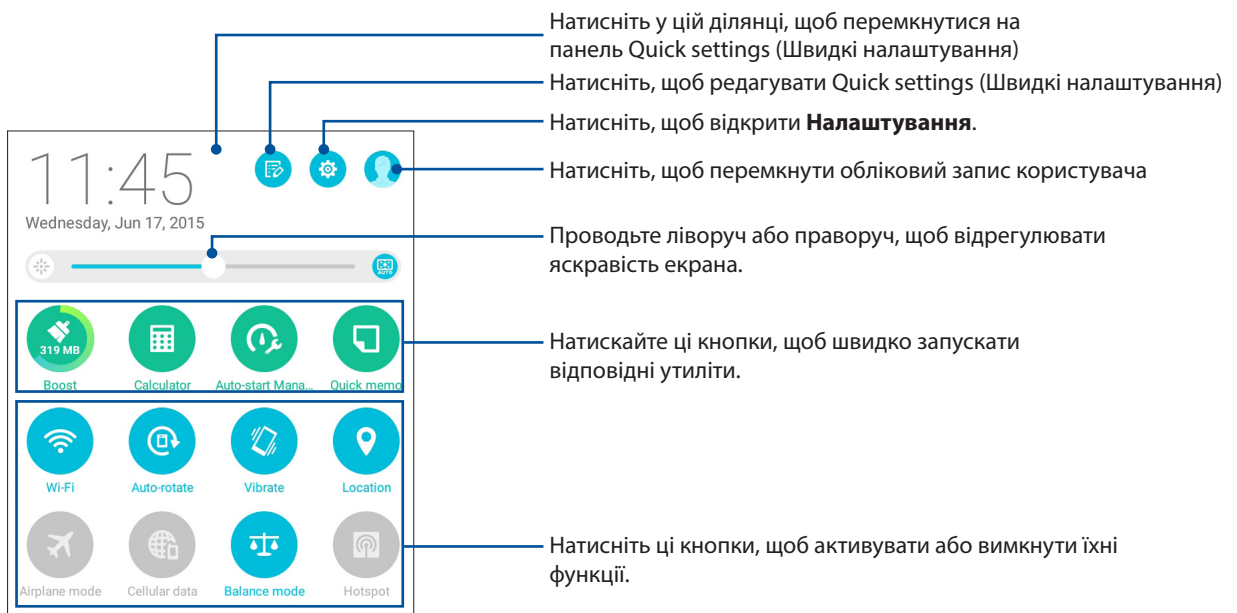 Натисніть у цій ділянці, щоб перемкнутися на
панель Quick settings (Швидкі налаштування)
Натисніть, щоб редагувати Quick settings (Швидкі налаштування)
Натисніть, щоб відкрити Налаштування.
Натисніть, щоб перемкнути обліковий запис користувача
11:45
Wednesday, Jun 17, 2015
Проводьте ліворуч або праворуч, щоб відрегулювати
яскравість екрана.
AUTO
319 MB
Boost Calculator Auto-start Mana... Quick memo
Натискайте ці кнопки, щоб швидко запускати
відповідні утиліти.
Wi-Fi Auto-rotate Vibrate Location
Airplane mode Cellular data Balance mode Hotspot
Натисніть ці кнопки, щоб активувати або вимкнути їхні
функції.